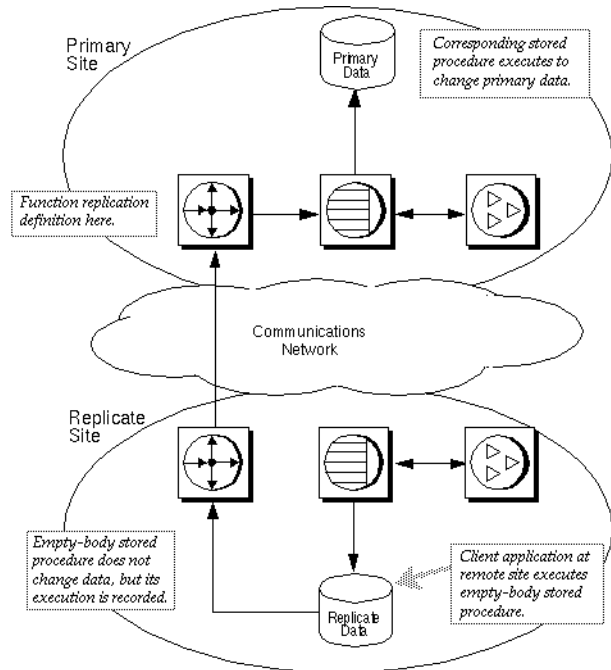 Primary
Site
Primary
Data
Corresponding stored
procedure executes to
change primary data.
Function replication
definition here.
Communications
Network
Replicate
Site
Empty-body stored
procedure does not
change data, but its
execution is recorded.
Client application at
remote site executes
empty-body stored
procedure.
Replicate
Data